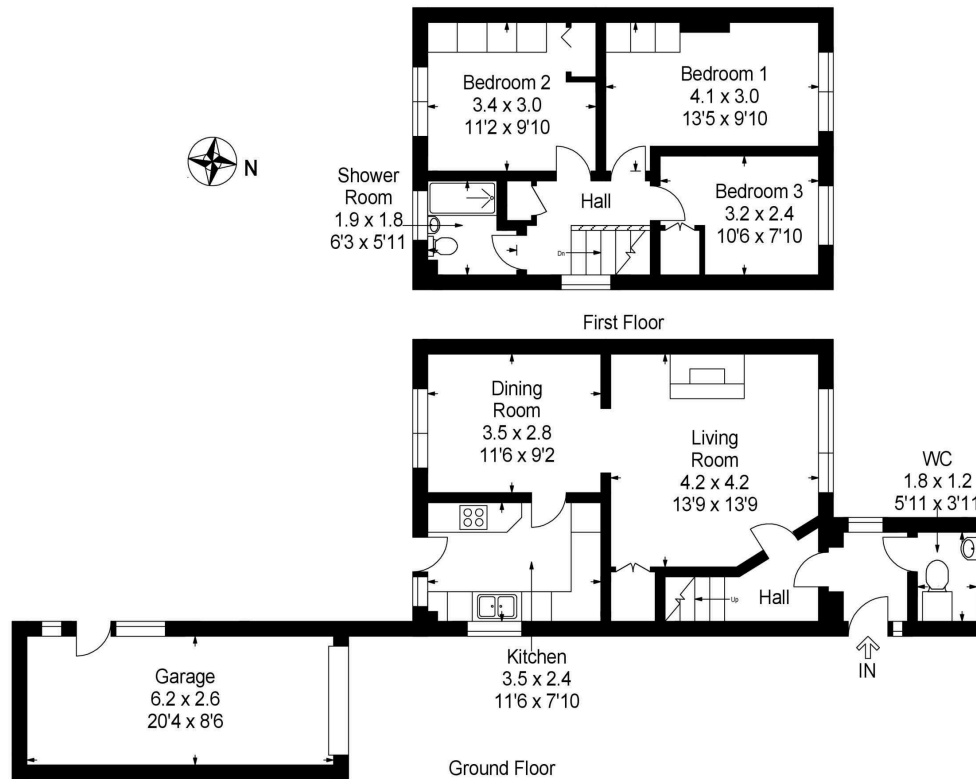 Bedroom 2
3.4 x 3.0
11'2 x 9'10
Bedroom 1
4.1 x 3.0
13'5 x 9'10
N
Shower
Room
1.9 x 1.8
6'3 x 5'11
Hall
Bedroom 3
3.2 x 2.4
10'6 x 7'10
Dn
First Floor
Dining
Room
3.5 x 2.8
11'6 x 9'2
Living
Room
4.2 x 4.2
13'9 x 13'9
WC
1.8 x 1.2
5'11 x 3'11
Up
Hall
IN
Kitchen
3.5 x 2.4
11'6 x 7'10
Garage
6.2 x 2.6
20'4 x 8'6
Ground Floor